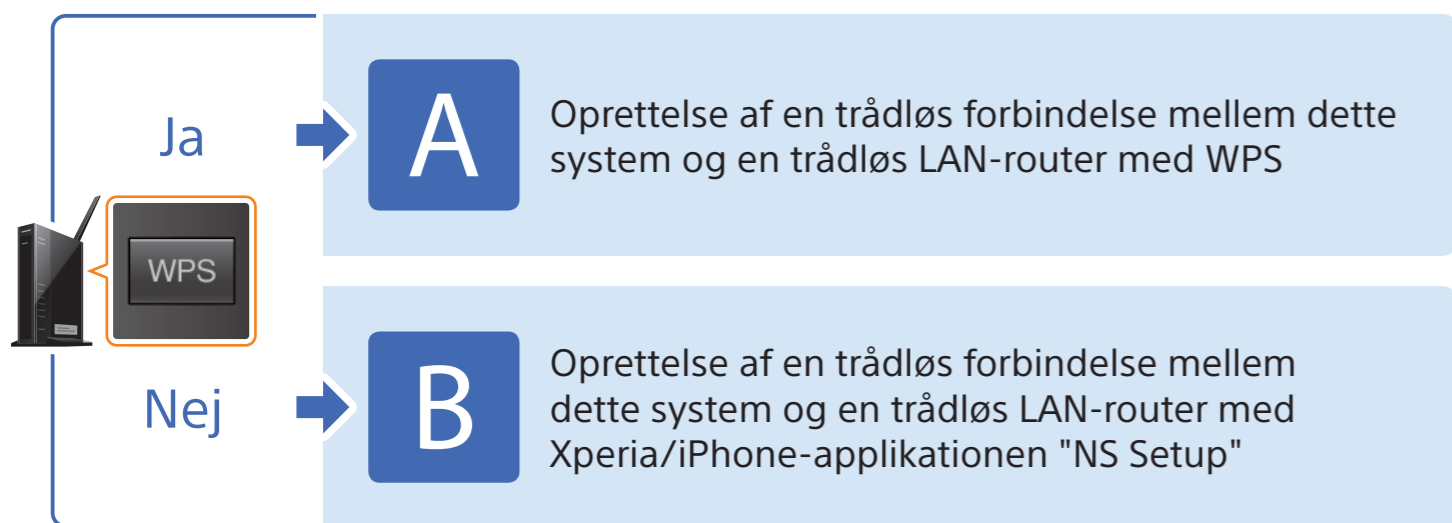 Ja
A
Oprettelse af en trådløs forbindelse mellem dette
system og en trådløs LAN-router med WPS
WPS
Nej
B
Oprettelse af en trådløs forbindelse mellem
dette system og en trådløs LAN-router med
Xperia/iPhone-applikationen "NS Setup"